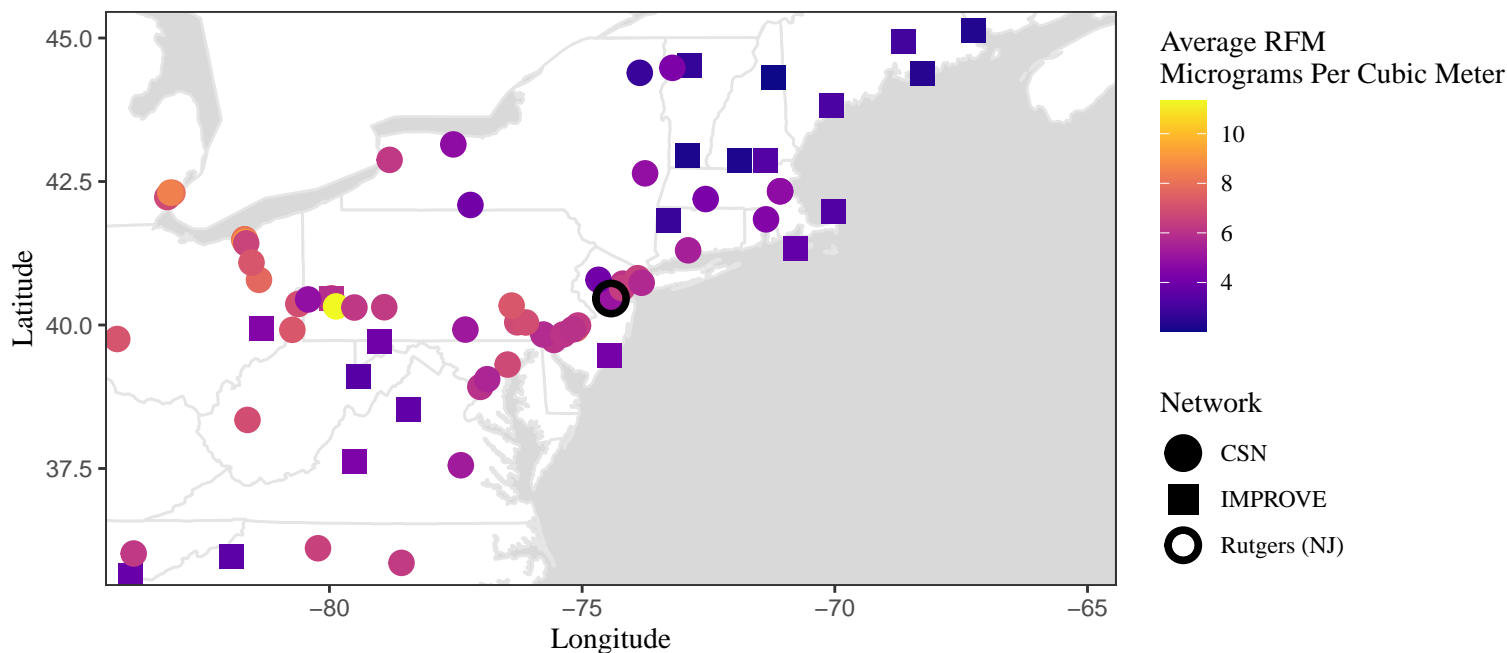 45.0
42.5
40.0
37.5
Latitude
−80
−75
−70
−65
Longitude
Average RFM
Micrograms Per Cubic Meter
10
8
6
4
Network
CSN
IMPROVE
Rutgers (NJ)